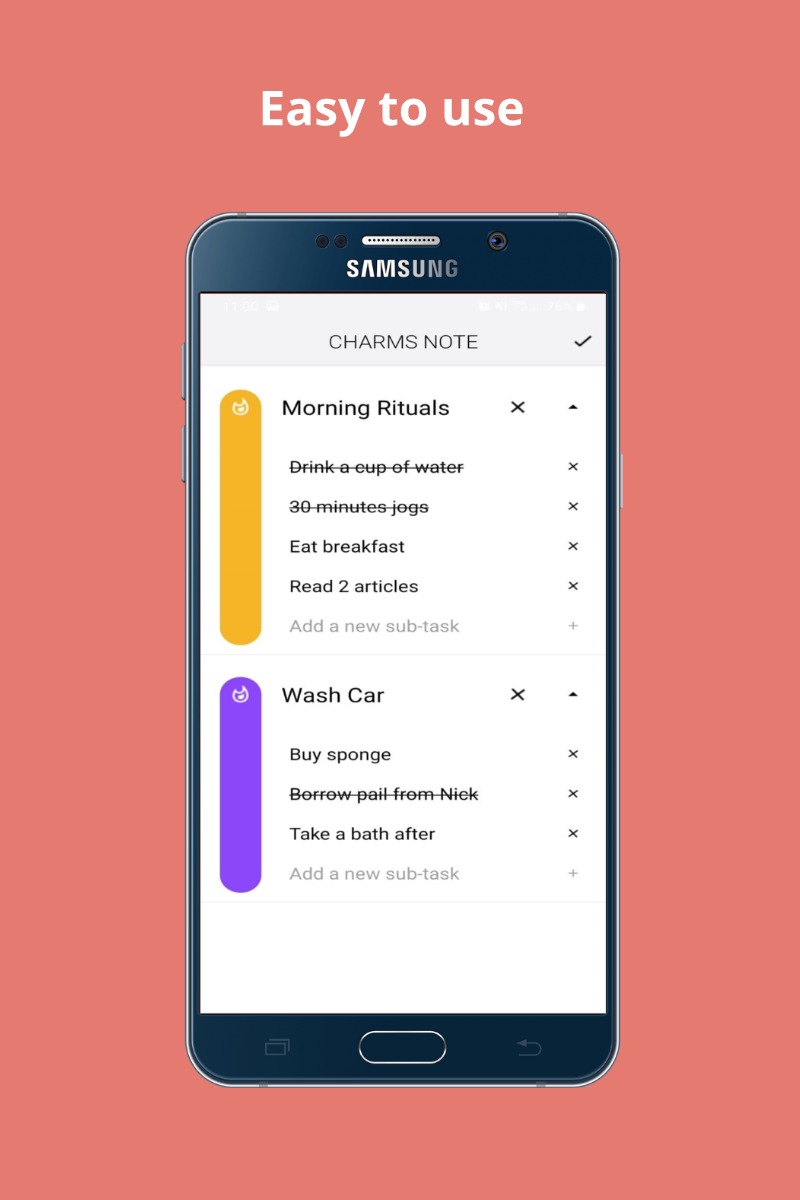 Easy to use
SAMSUNG
11:00 76%
CHARMS NOTE
Morning Rituals
Drink a cup of water
30 minutes jogs
Eat breakfast
Read 2 articles
Add a new sub-task
Wash Car
Buy sponge
Borrow pail from Nick
Take a bath after
Add a new sub-task